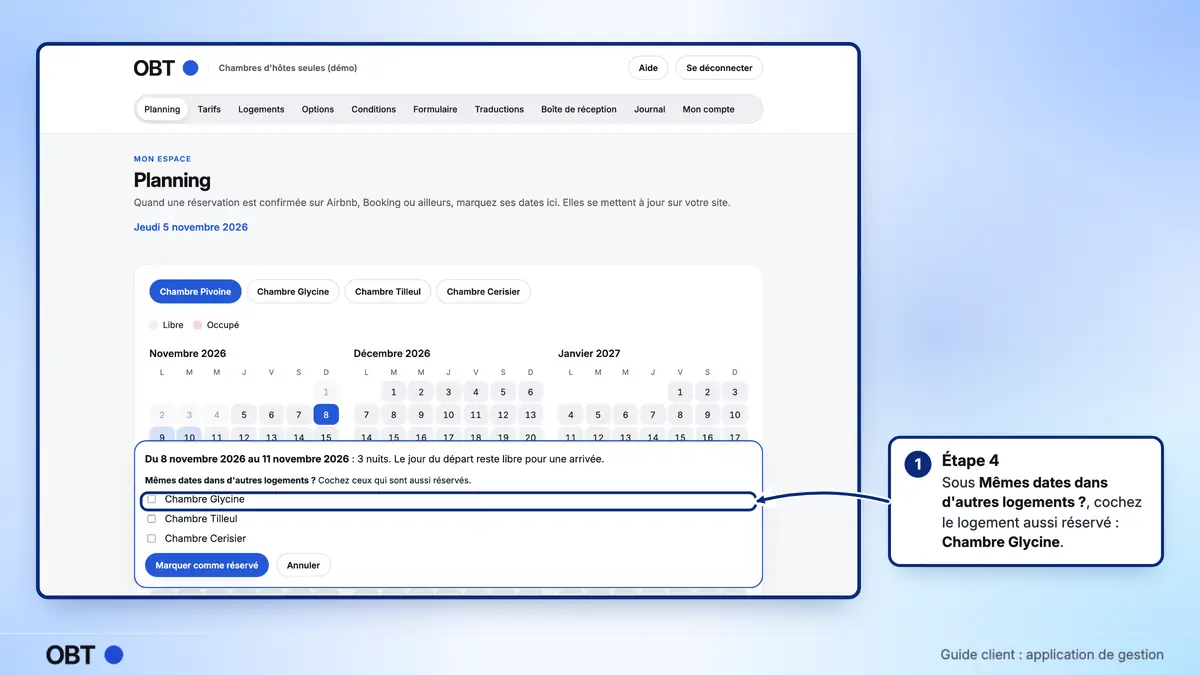 OBT
Chambres d'hôtes seules (démo)
Aide
Se déconnecter
Planning Tarifs Logements Options Conditions Formulaire Traductions Boîte de réception Journal Mon compte
MON ESPACE
Planning
Quand une réservation est confirmée sur Airbnb, Booking ou ailleurs, marquez ses dates ici. Elles se mettent à jour sur votre site.
Jeudi 5 novembre 2026
Chambre Pivoine Chambre Glycine Chambre Tilleul Chambre Cerisier
Libre Occupé
Novembre 2026 Décembre 2026 Janvier 2027
L M M J V S D L M M J V S D L M M J V S D
1 1 2 3 4 5 6 1 2 3
2 3 4 5 6 7 8 7 8 9 10 11 12 13 4 5 6 7 8 9 10
9 10 11 12 13 14 15 14 15 16 17 18 19 20 11 12 13 14 15 16 17
Du 8 novembre 2026 au 11 novembre 2026 : 3 nuits. Le jour du départ reste libre pour une arrivée.
Mêmes dates dans d'autres logements ? Cochez ceux qui sont aussi réservés.
Chambre Glycine
Chambre Tilleul
Chambre Cerisier
Marquer comme réservé Annuler
1 Étape 4
Sous Mêmes dates dans
d'autres logements ?, cochez
le logement aussi réservé :
Chambre Glycine.
OBT
Guide client : application de gestion